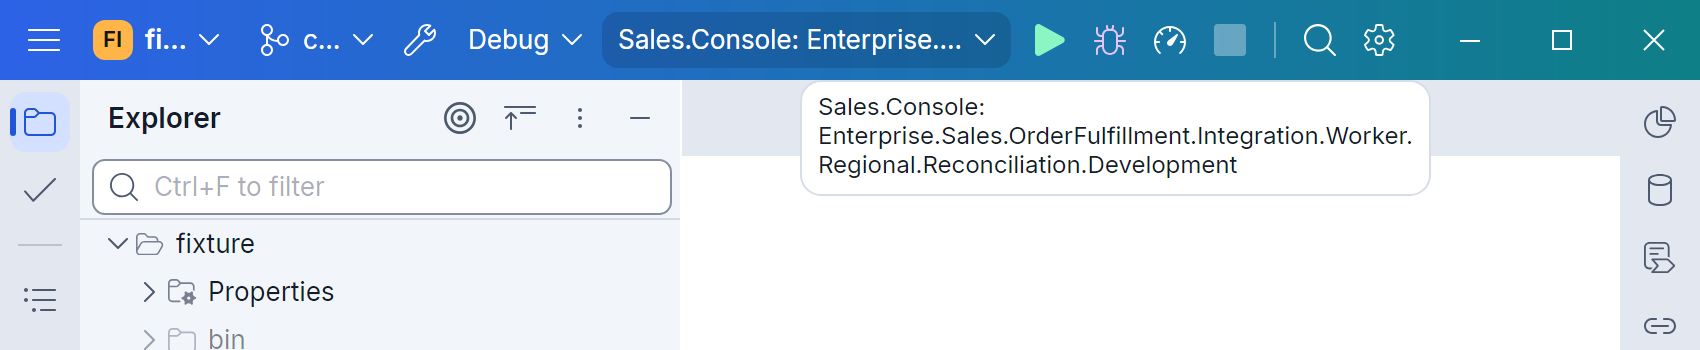 FI fi... c... Debug Sales.Console: Enterprise....
Explorer
Sales.Console:
Enterprise.Sales.OrderFulfillment.Integration.Worker.
Regional.Reconciliation.Development
Ctrl+F to filter
fixture
Properties
bin